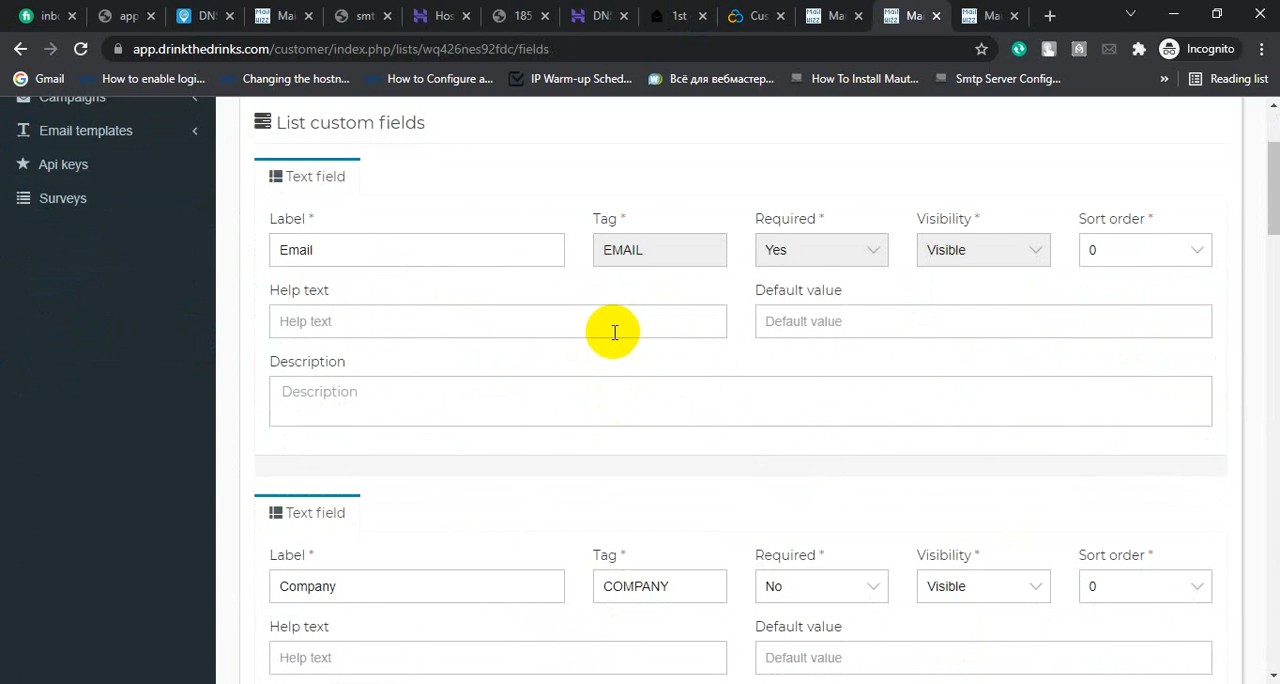 inb
app
DN
Mai
smt
Hos
185
DN
1st
Cus
Ma
Mai
Ma
app.drinkthedrinks.com/customer/index.php/lists/wq426nes92fdc/fields
Incognito
Gmail
How to enable logi...
Changing the hostn...
How to Configure a...
IP Warm-up Sched...
Всё для вебмастер...
How To Install Maut...
Smtp Server Config...
»
Reading list
Campaigns
Email templates
Api keys
Surveys
List custom fields
Text field
Label * Tag * Required * Visibility * Sort order *
Email EMAIL Yes Visible 0
Help text Default value
Help text Default value
Description
Description
Text field
Label * Tag * Required * Visibility * Sort order *
Company COMPANY No Visible 0
Help text Default value
Help text Default value